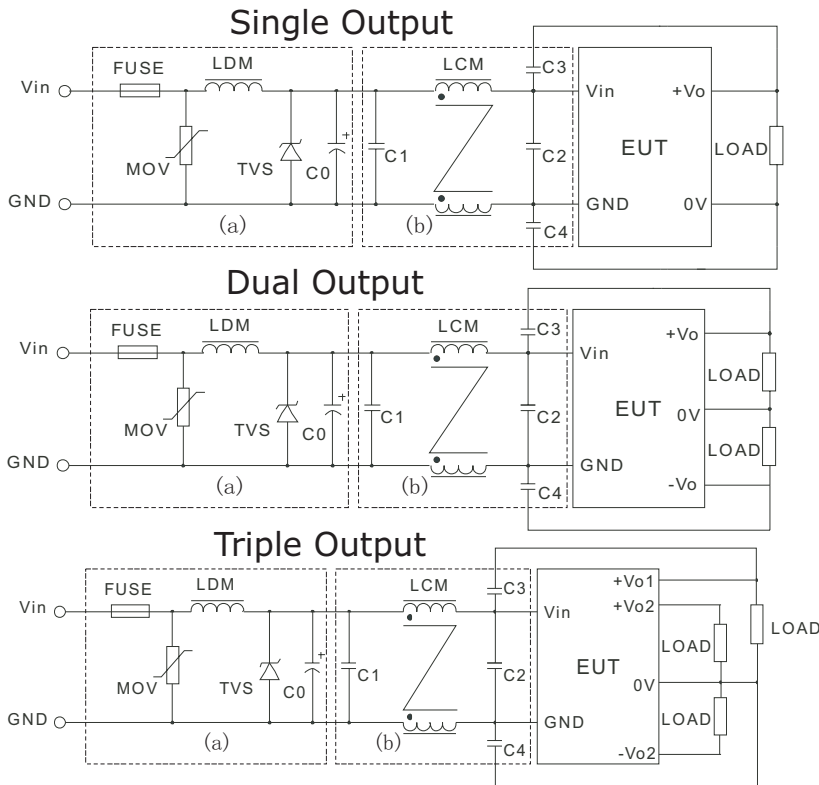 Single Output
FUSE
LDM
LCM
C3
Vin
Vin
+Vo
MOV
TVS
C0
+
C1
C2
EUT
LOAD
GND
GND
0V
(a)
(b)
C4
Dual Output
FUSE
LDM
LCM
C3
+Vo
Vin
Vin
LOAD
MOV
TVS
C0
+
C1
C2
EUT
0V
LOAD
GND
GND
-Vo
(a)
(b)
C4
Triple Output
FUSE
LDM
LCM
C3
+Vo1
Vin
Vin
+Vo2
LOAD
LOAD
MOV
TVS
C0
+
C1
C2
EUT
0V
LOAD
GND
GND
-Vo2
(a)
(b)
C4